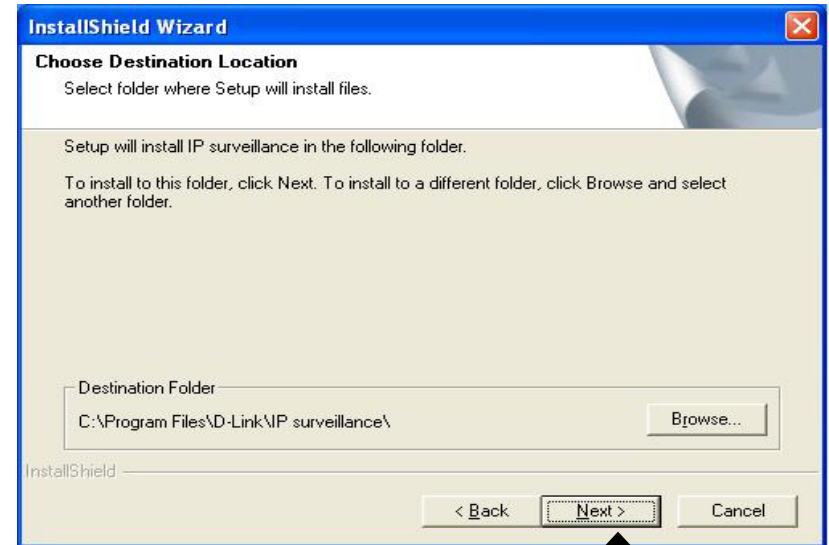 InstallShield Wizard
Choose Destination Location
Select folder where Setup will install files.
Setup will install IP surveillance in the following folder.
To install to this folder, click Next. To install to a different folder, click Browse and select
another folder.
Destination Folder
C:\Program Files\D-Link\IP surveillance\
Browse...
InstallShield
< Back
Next >
Cancel